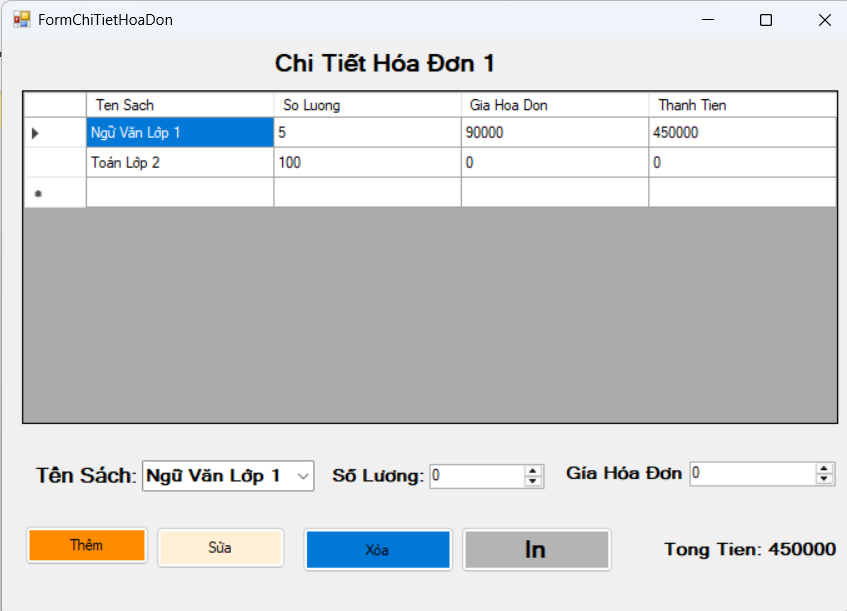 FormChiTietHoaDon
Chi Tiết Hóa Đơn 1
Ten Sach So Luong Gia Hoa Don Thanh Tien
Ngữ Văn Lớp 1 5 90000 450000
Toán Lớp 2 100 0 0
Tên Sách: Ngữ Văn Lớp 1 Số Lương: 0 Gía Hóa Đơn 0
Thêm Sửa Xóa In Tong Tien: 450000